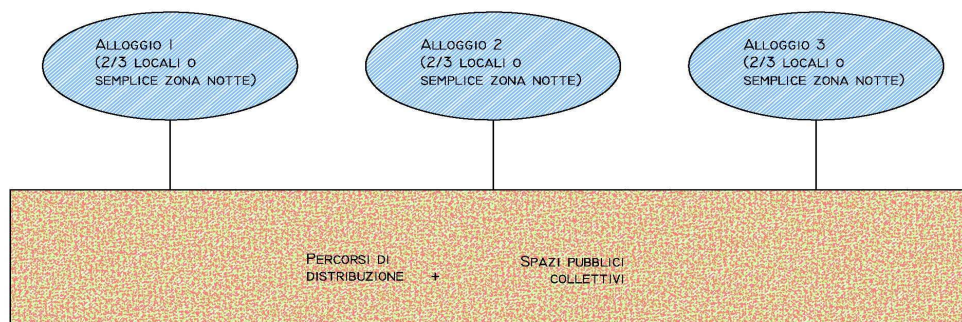 ALLOGGIO 1
(2/3 LOCALI O
SEMPLICE ZONA NOTTE)
ALLOGGIO 2
(2/3 LOCALI O
SEMPLICE ZONA NOTTE)
ALLOGGIO 3
(2/3 LOCALI O
SEMPLICE ZONA NOTTE)
PERCORSI DI
DISTRIBUZIONE +
SPAZI PUBBLICI
COLLETTIVI